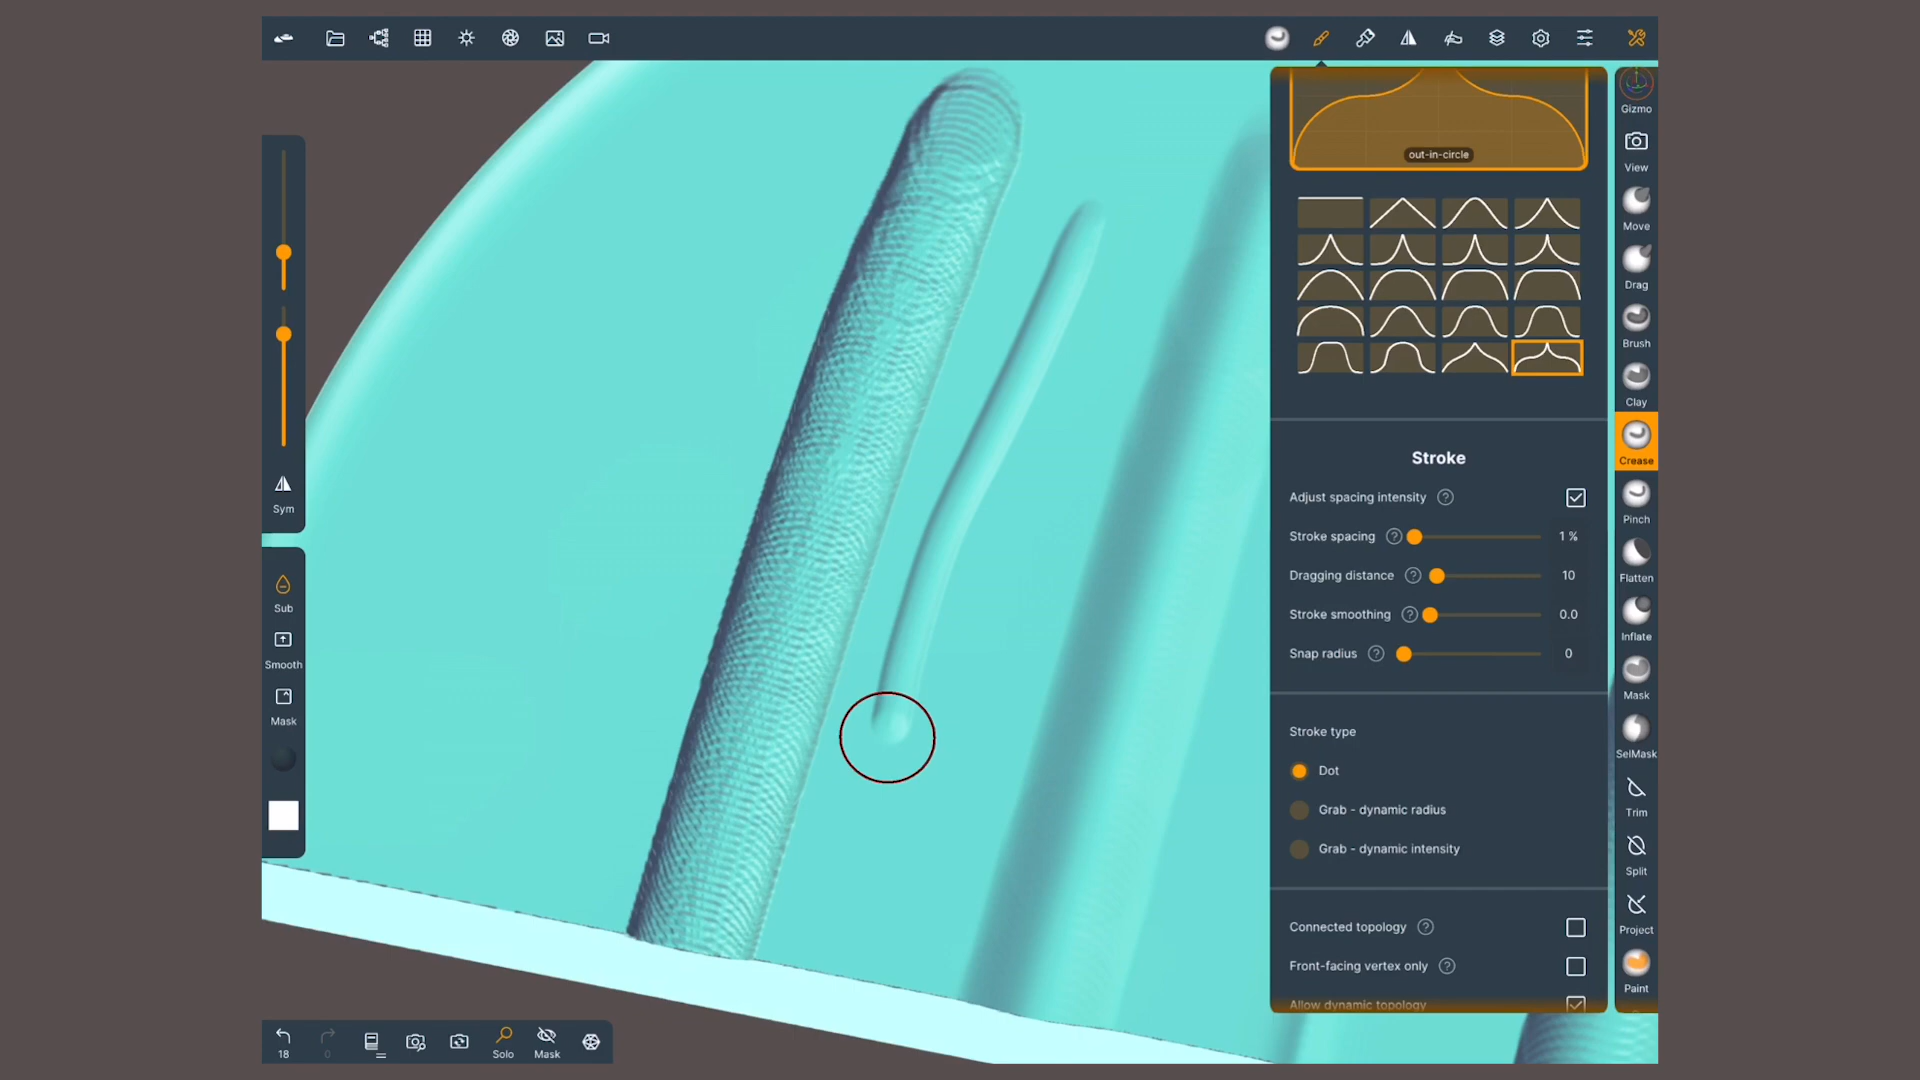 Gizmo
out-in-circle
View
Move
Drag
Brush
Clay
Crease
Stroke
Adjust spacing intensity ?
Sym
Pinch
Stroke spacing ? 1 %
Dragging distance ? 10
Flatten
Sub
Stroke smoothing ? 0.0
Inflate
Snap radius ? 0
Smooth
Mask
Mask
Stroke type
SelMask
Dot
Grab - dynamic radius
Trim
Grab - dynamic intensity
Split
Connected topology ?
Project
Front-facing vertex only ?
Paint
Allow dynamic topology
18
0
Solo
Mask